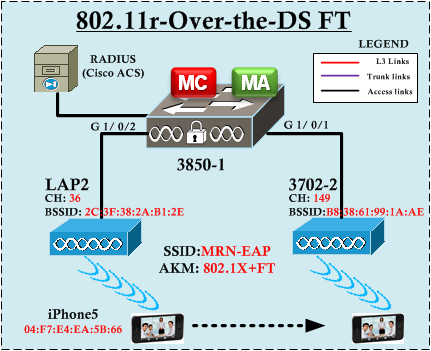 802.11r-Over-the-DS FT
RADIUS
(Cisco ACS)
MC
MA
LEGEND
L3 Links
Trunk links
Access links
G 1/ 0/2
G 1/ 0/1
3850-1
LAP2
CH: 36
BSSID: 2C:3F:38:2A:B1:2E
3702-2
CH: 149
BSSID:B8:38:61:99:1A:AE
SSID:MRN-EAP
AKM: 802.1X+FT
iPhone5
04:F7:E4:EA:5B:66